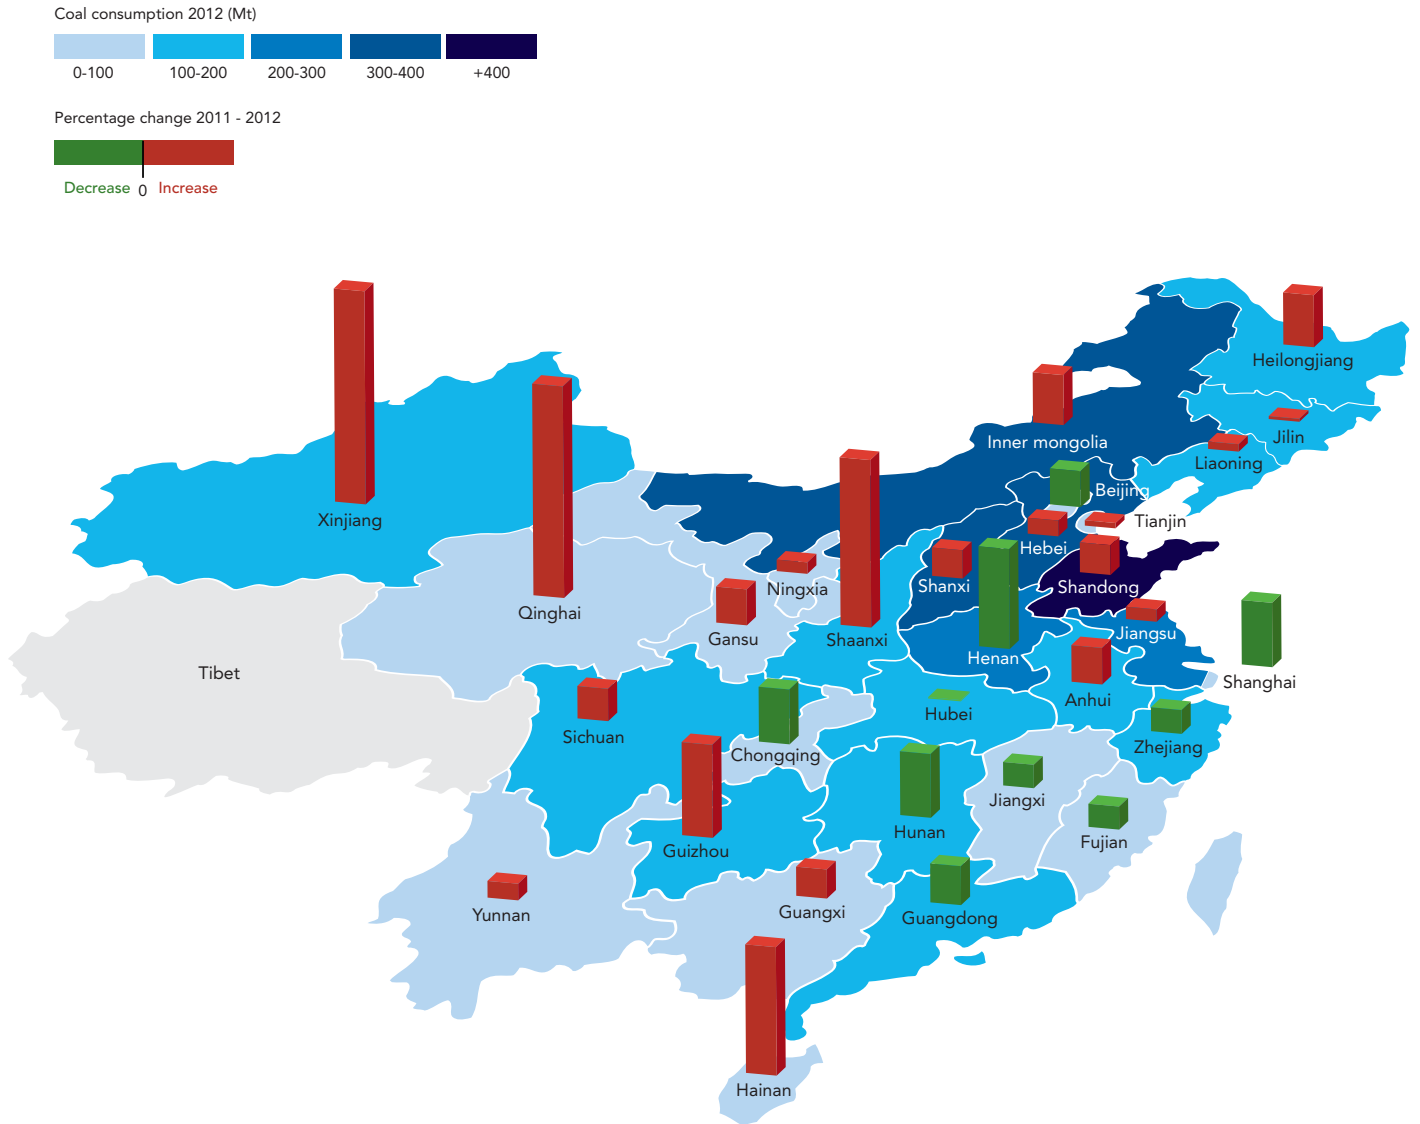 Coal consumption 2012 (Mt)
0-100 100-200 200-300 300-400 +400
Percentage change 2011 - 2012
Decrease 0 Increase
Heilongjiang
Jilin
Inner mongolia
Liaoning
Beijing
Xinjiang
Tianjin
Hebei
Shanxi
Shandong
Ningxia
Qinghai
Gansu
Shaanxi
Jiangsu
Henan
Tibet
Shanghai
Anhui
Hubei
Sichuan
Zhejiang
Chongqing
Jiangxi
Hunan
Fujian
Guizhou
Yunnan
Guangxi
Guangdong
Hainan